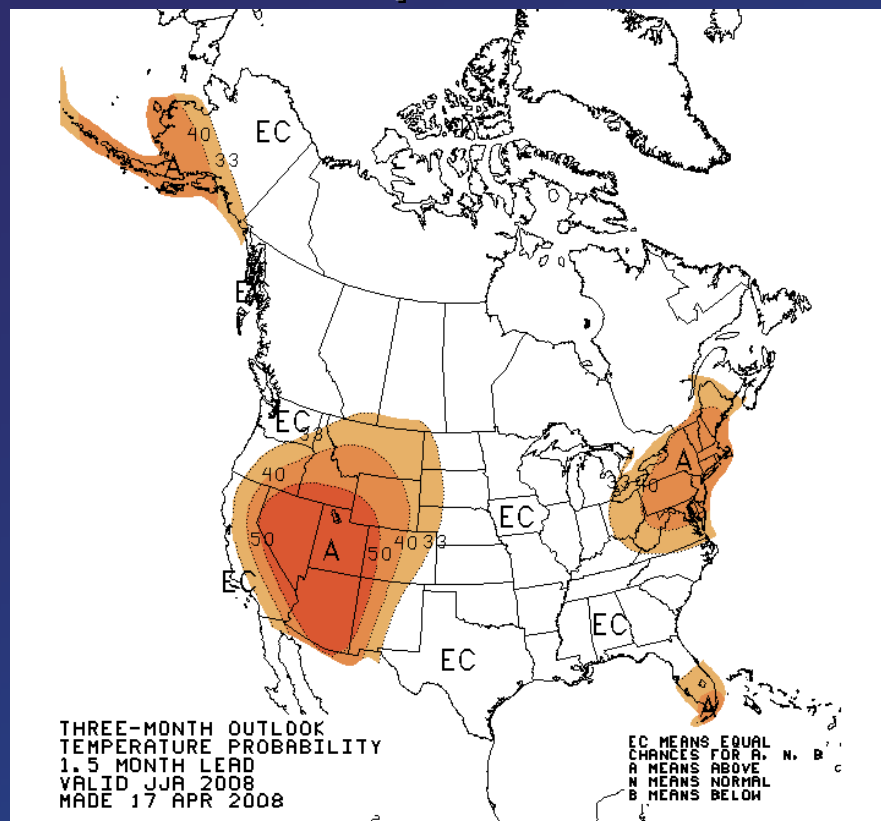 40
EC
A
33
E
EC
33
40
50
A
50
40
33
EC
EC
EC
EC
A
33
40
A
THREE-MONTH OUTLOOK
TEMPERATURE PROBABILITY
1.5 MONTH LEAD
VALID JJA 2008
MADE 17 APR 2008
EC MEANS EQUAL
CHANCES FOR A, N, B
A MEANS ABOVE
N MEANS NORMAL
B MEANS BELOW